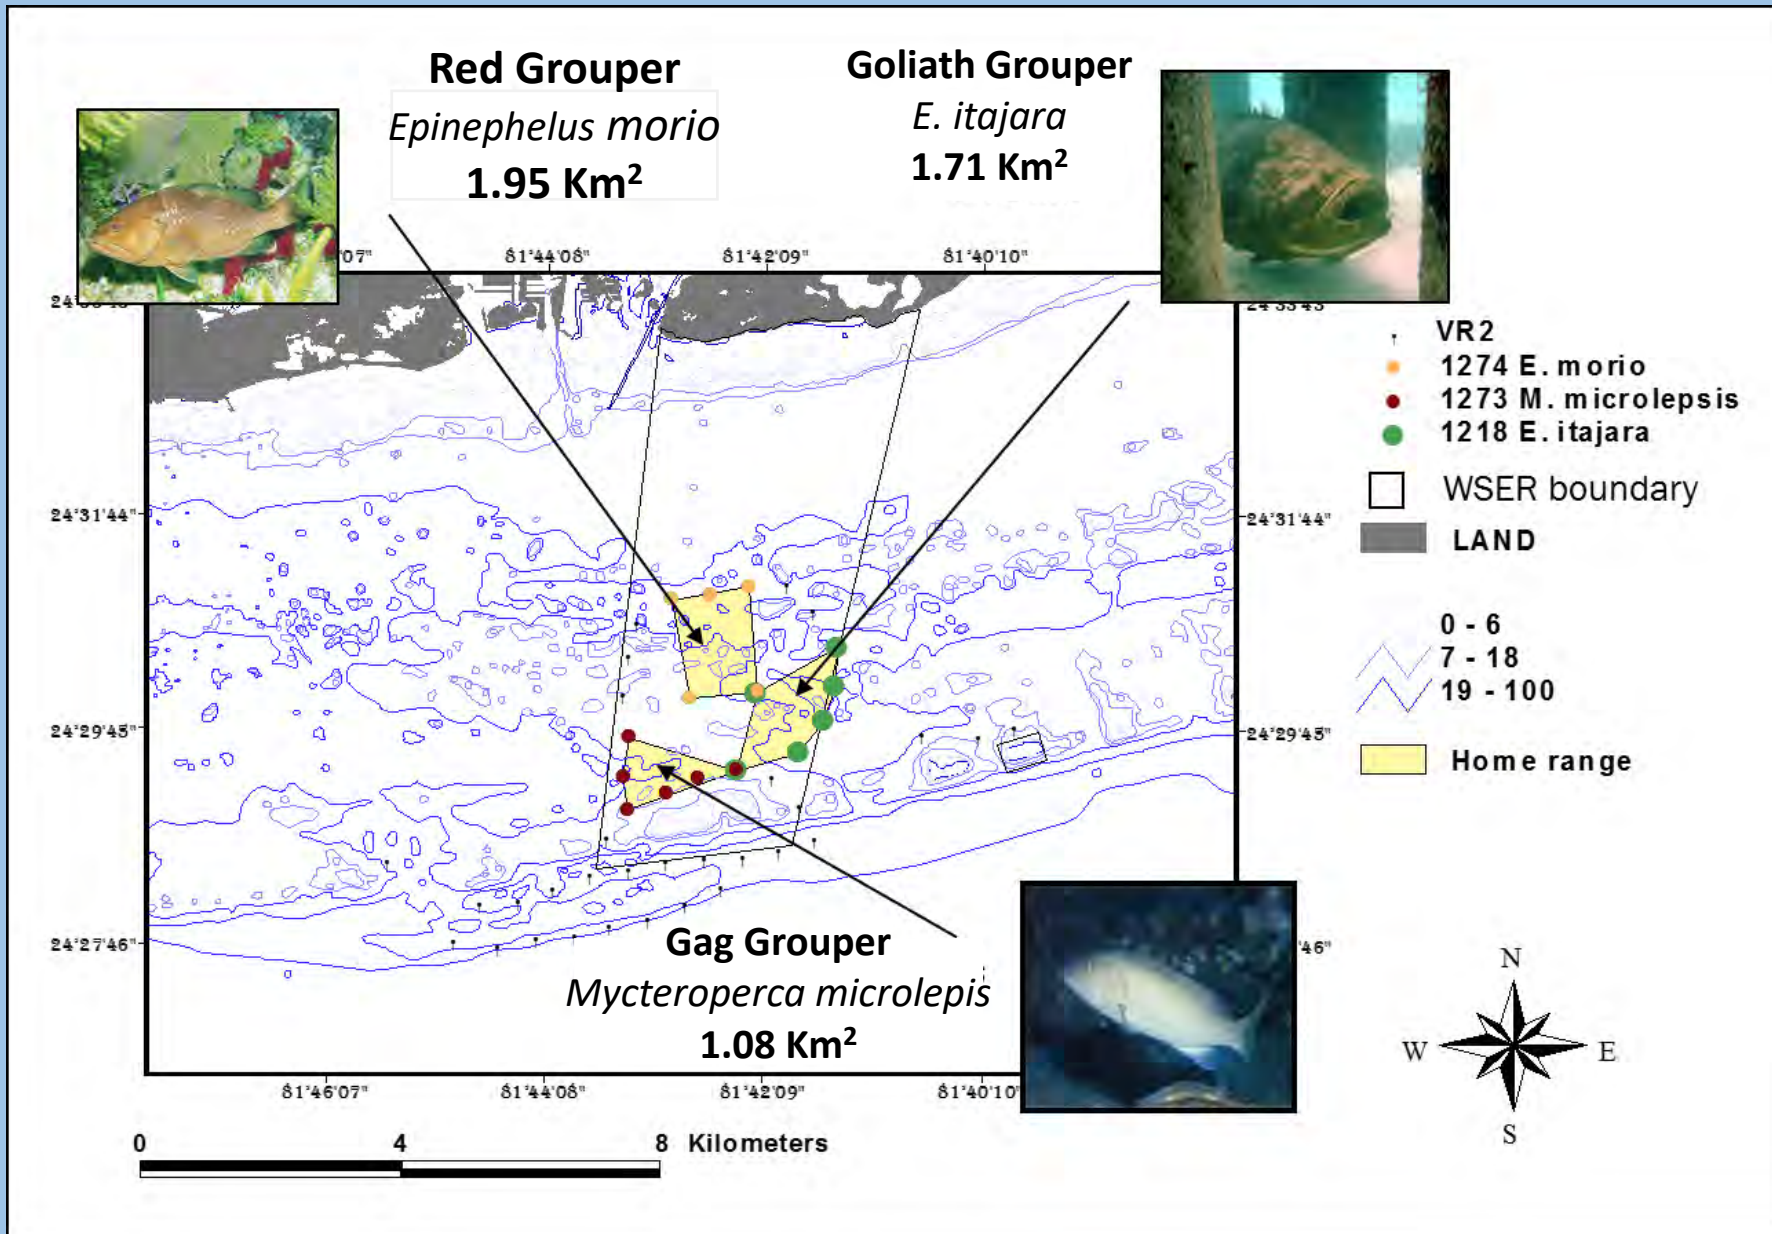 Red Grouper
Epinephelus morio
1.95 Km²
Goliath Grouper
E. itajara
1.71 Km²
07"
81°44'08"
81°42'09"
81°40'10"
24°33'43"
VR2
1274 E. morio
1273 M. microlepsis
1218 E. itajara
WSER boundary
LAND
0 - 6
7 - 18
19 - 100
Home range
24°31'44"
24°31'44"
24°29'45"
24°29'45"
24°27'46"
'46"
Gag Grouper
Mycteroperca microlepis
1.08 Km²
81°46'07"
81°44'08"
81°42'09"
81°40'10"
0 4 8 Kilometers
N
W E
S